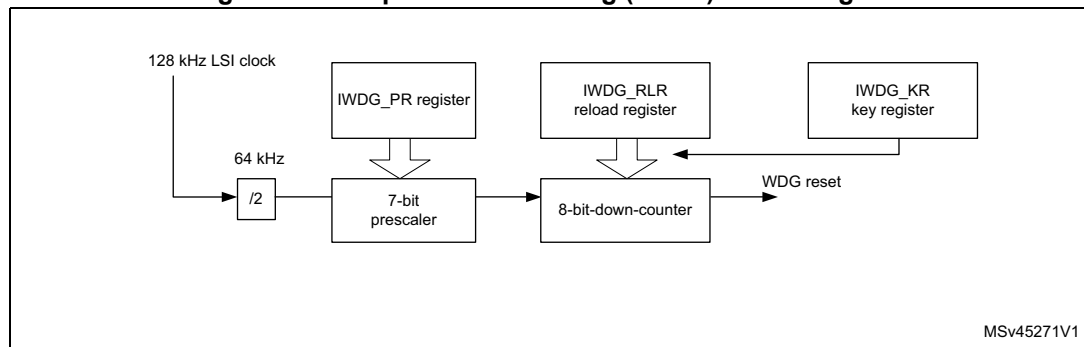 128 kHz LSI clock
IWDG_PR register
IWDG_RLR
reload register
IWDG_KR
key register
64 kHz
/2
7-bit
prescaler
8-bit-down-counter
WDG reset
MSv45271V1